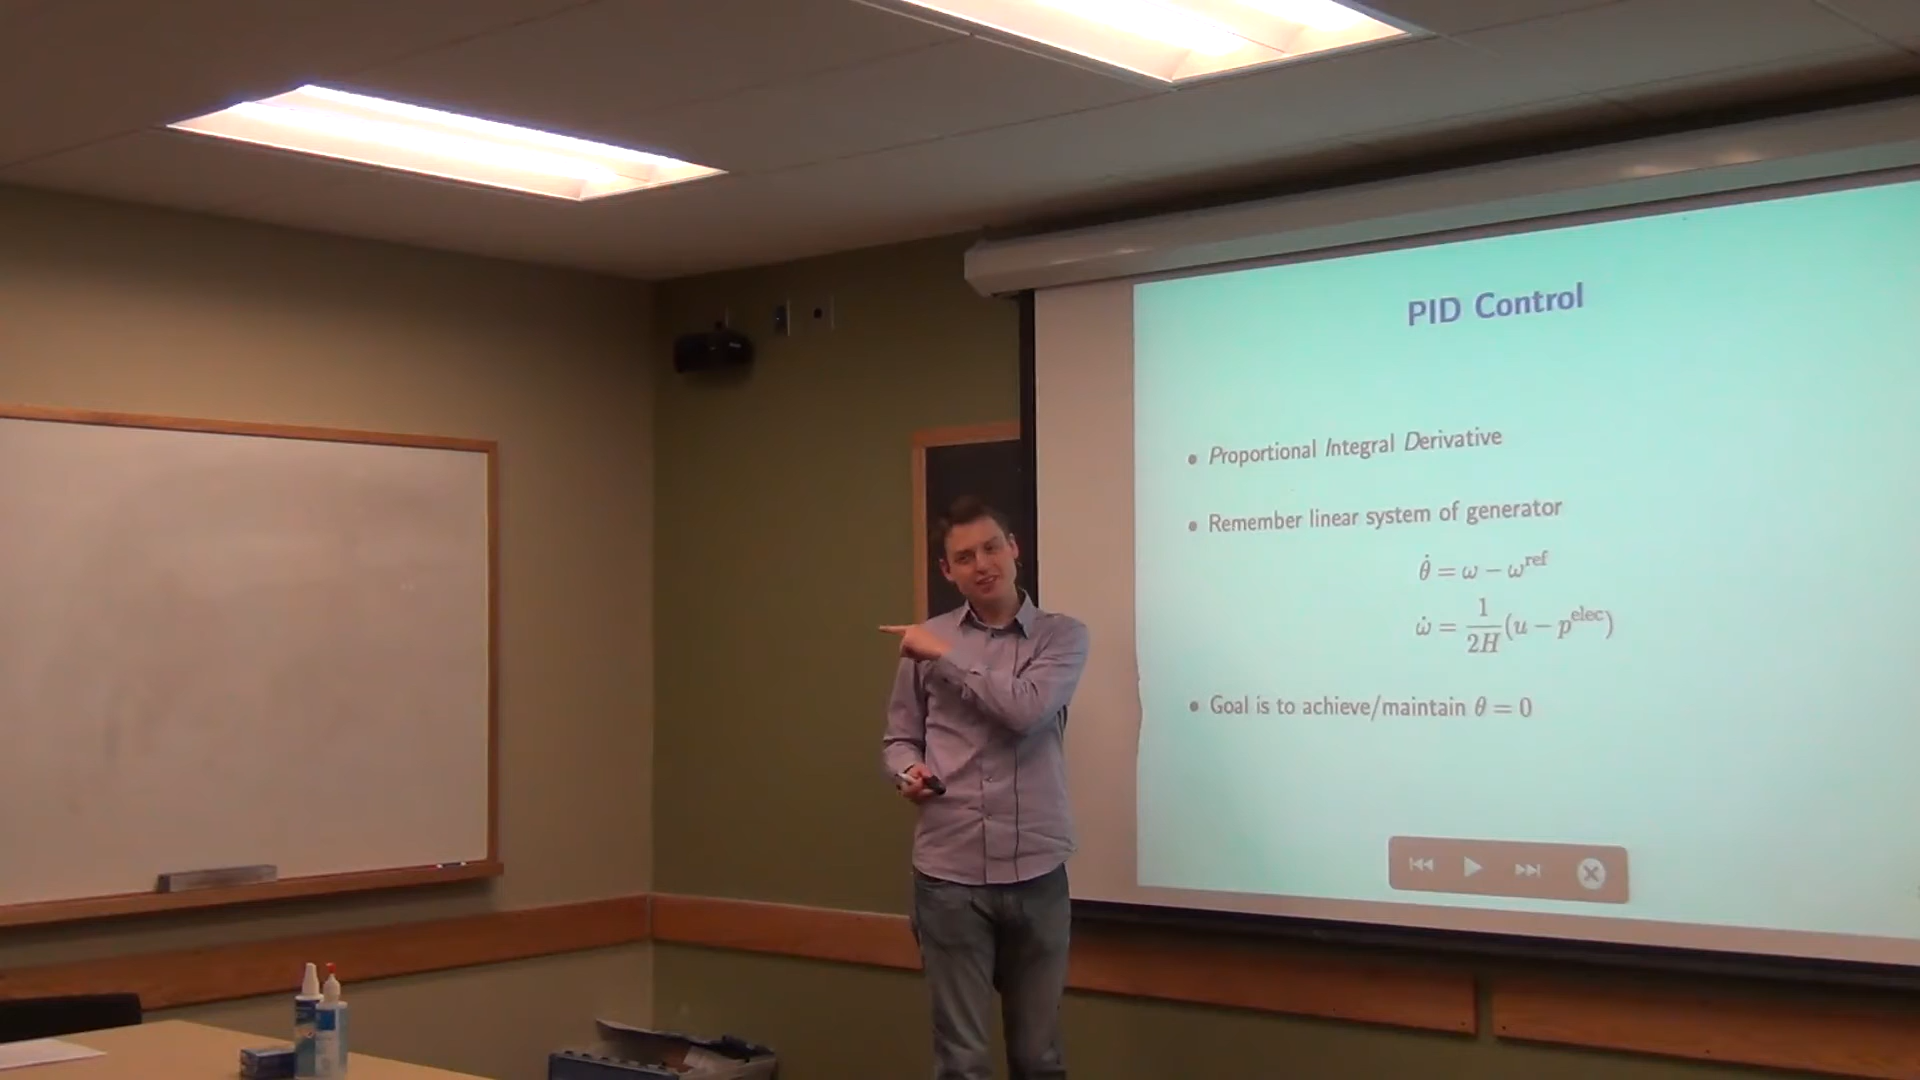 PID Control
• Proportional Integral Derivative
• Remember linear system of generator
θ̇ = ω − ω^ref
ω̇ = 1/2H (u − p^elec)
• Goal is to achieve/maintain θ = 0